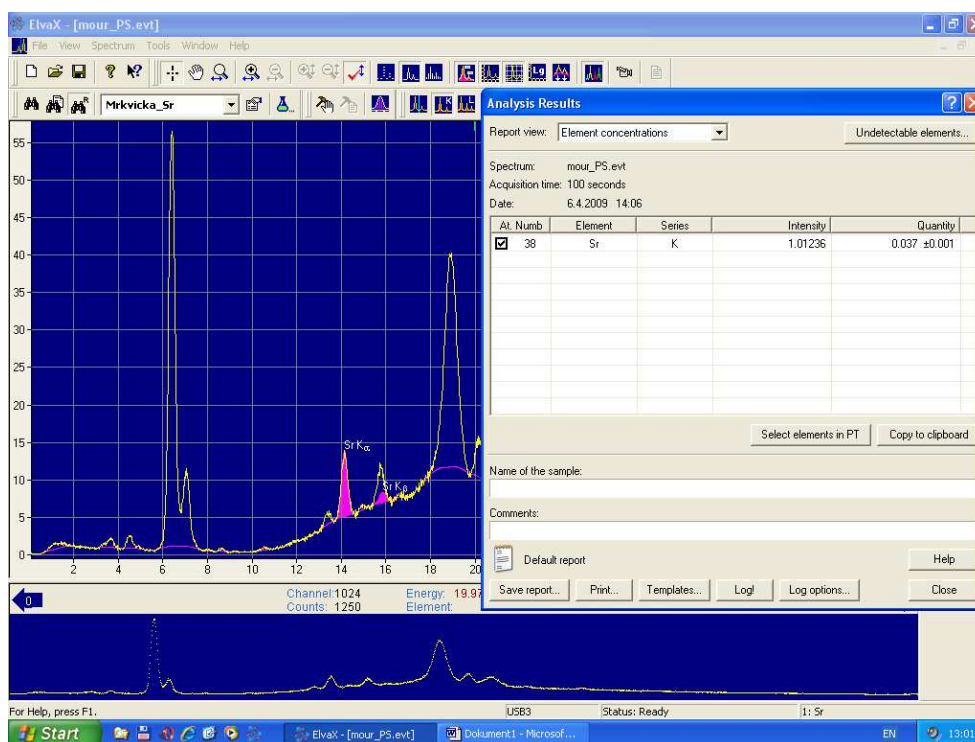 ElvaX - [mour_PS.evt]
File View Spectrum Tools Window Help
Lg
Mrkvicka_Sr
55
50
45
40
35
30
25
20
15
10
5
0
Sr Kα
Sr Kβ
2 4 6 8 10 12 14 16 18 20
Analysis Results
Report view: Element concentrations Undetectable elements...
Spectrum: mour_PS.evt
Acquisition time: 100 seconds
Date: 6.4.2009 14:06
At. Numb Element Series Intensity Quantity
38 Sr K 1.01236 0.037 ±0.001
Select elements in PT Copy to clipboard
Name of the sample:
Comments:
Default report Help
Save report... Print... Templates... Log! Log options... Close
0
Channel:1024 Energy: 19.97
Counts: 1250 Element:
For Help, press F1. USB3 Status: Ready 1: Sr
Start ElvaX - [mour_PS.evt] Dokument1 - Microsof... EN 13:01